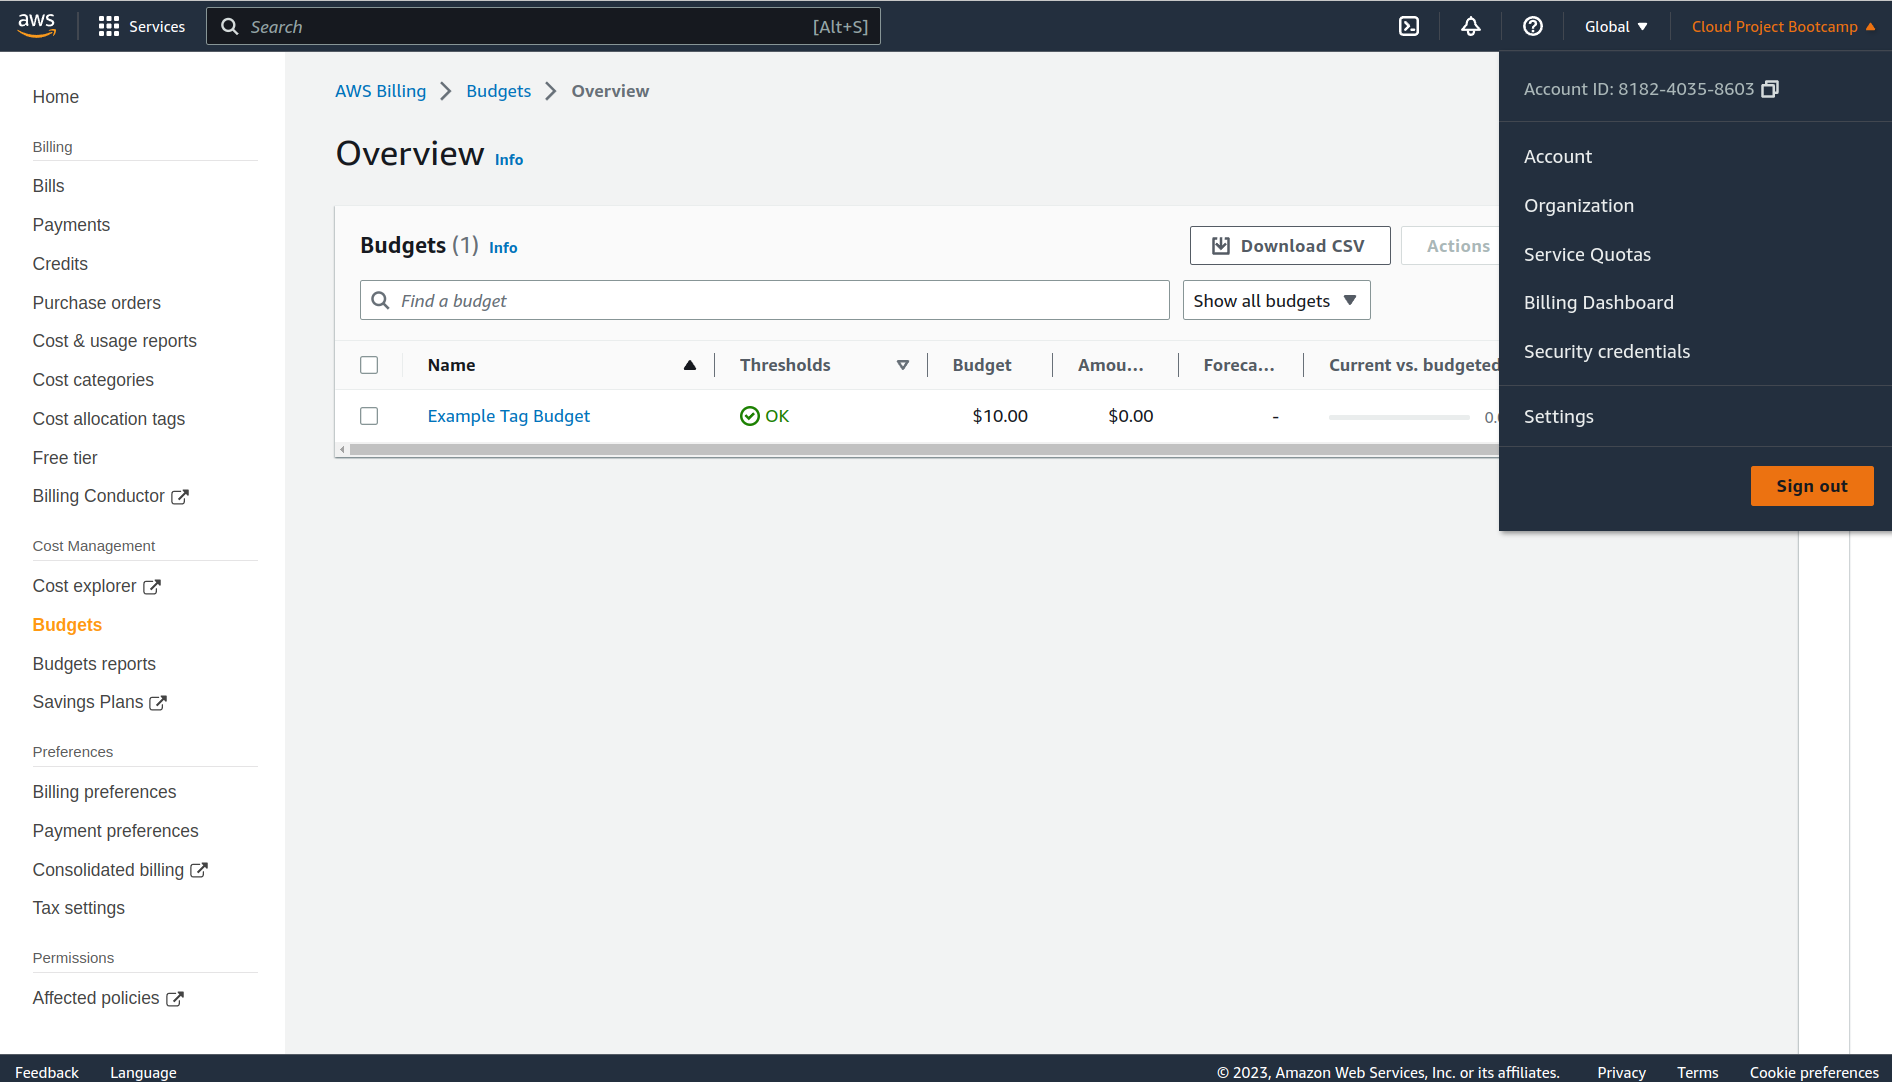 aws Services Search [Alt+S] Global Cloud Project Bootcamp
Account ID: 8182-4035-8603
Account
Organization
Service Quotas
Billing Dashboard
Security credentials
Settings
Sign out
Home
Billing
Bills
Payments
Credits
Purchase orders
Cost & usage reports
Cost categories
Cost allocation tags
Free tier
Billing Conductor
Cost Management
Cost explorer
Budgets
Budgets reports
Savings Plans
Preferences
Billing preferences
Payment preferences
Consolidated billing
Tax settings
Permissions
Affected policies
AWS Billing Budgets Overview
Overview Info
Budgets (1) Info Download CSV Actions
Find a budget Show all budgets
Name Thresholds Budget Amou... Foreca... Current vs. budgeted
Example Tag Budget OK $10.00 $0.00 - 0.
Feedback Language © 2023, Amazon Web Services, Inc. or its affiliates. Privacy Terms Cookie preferences